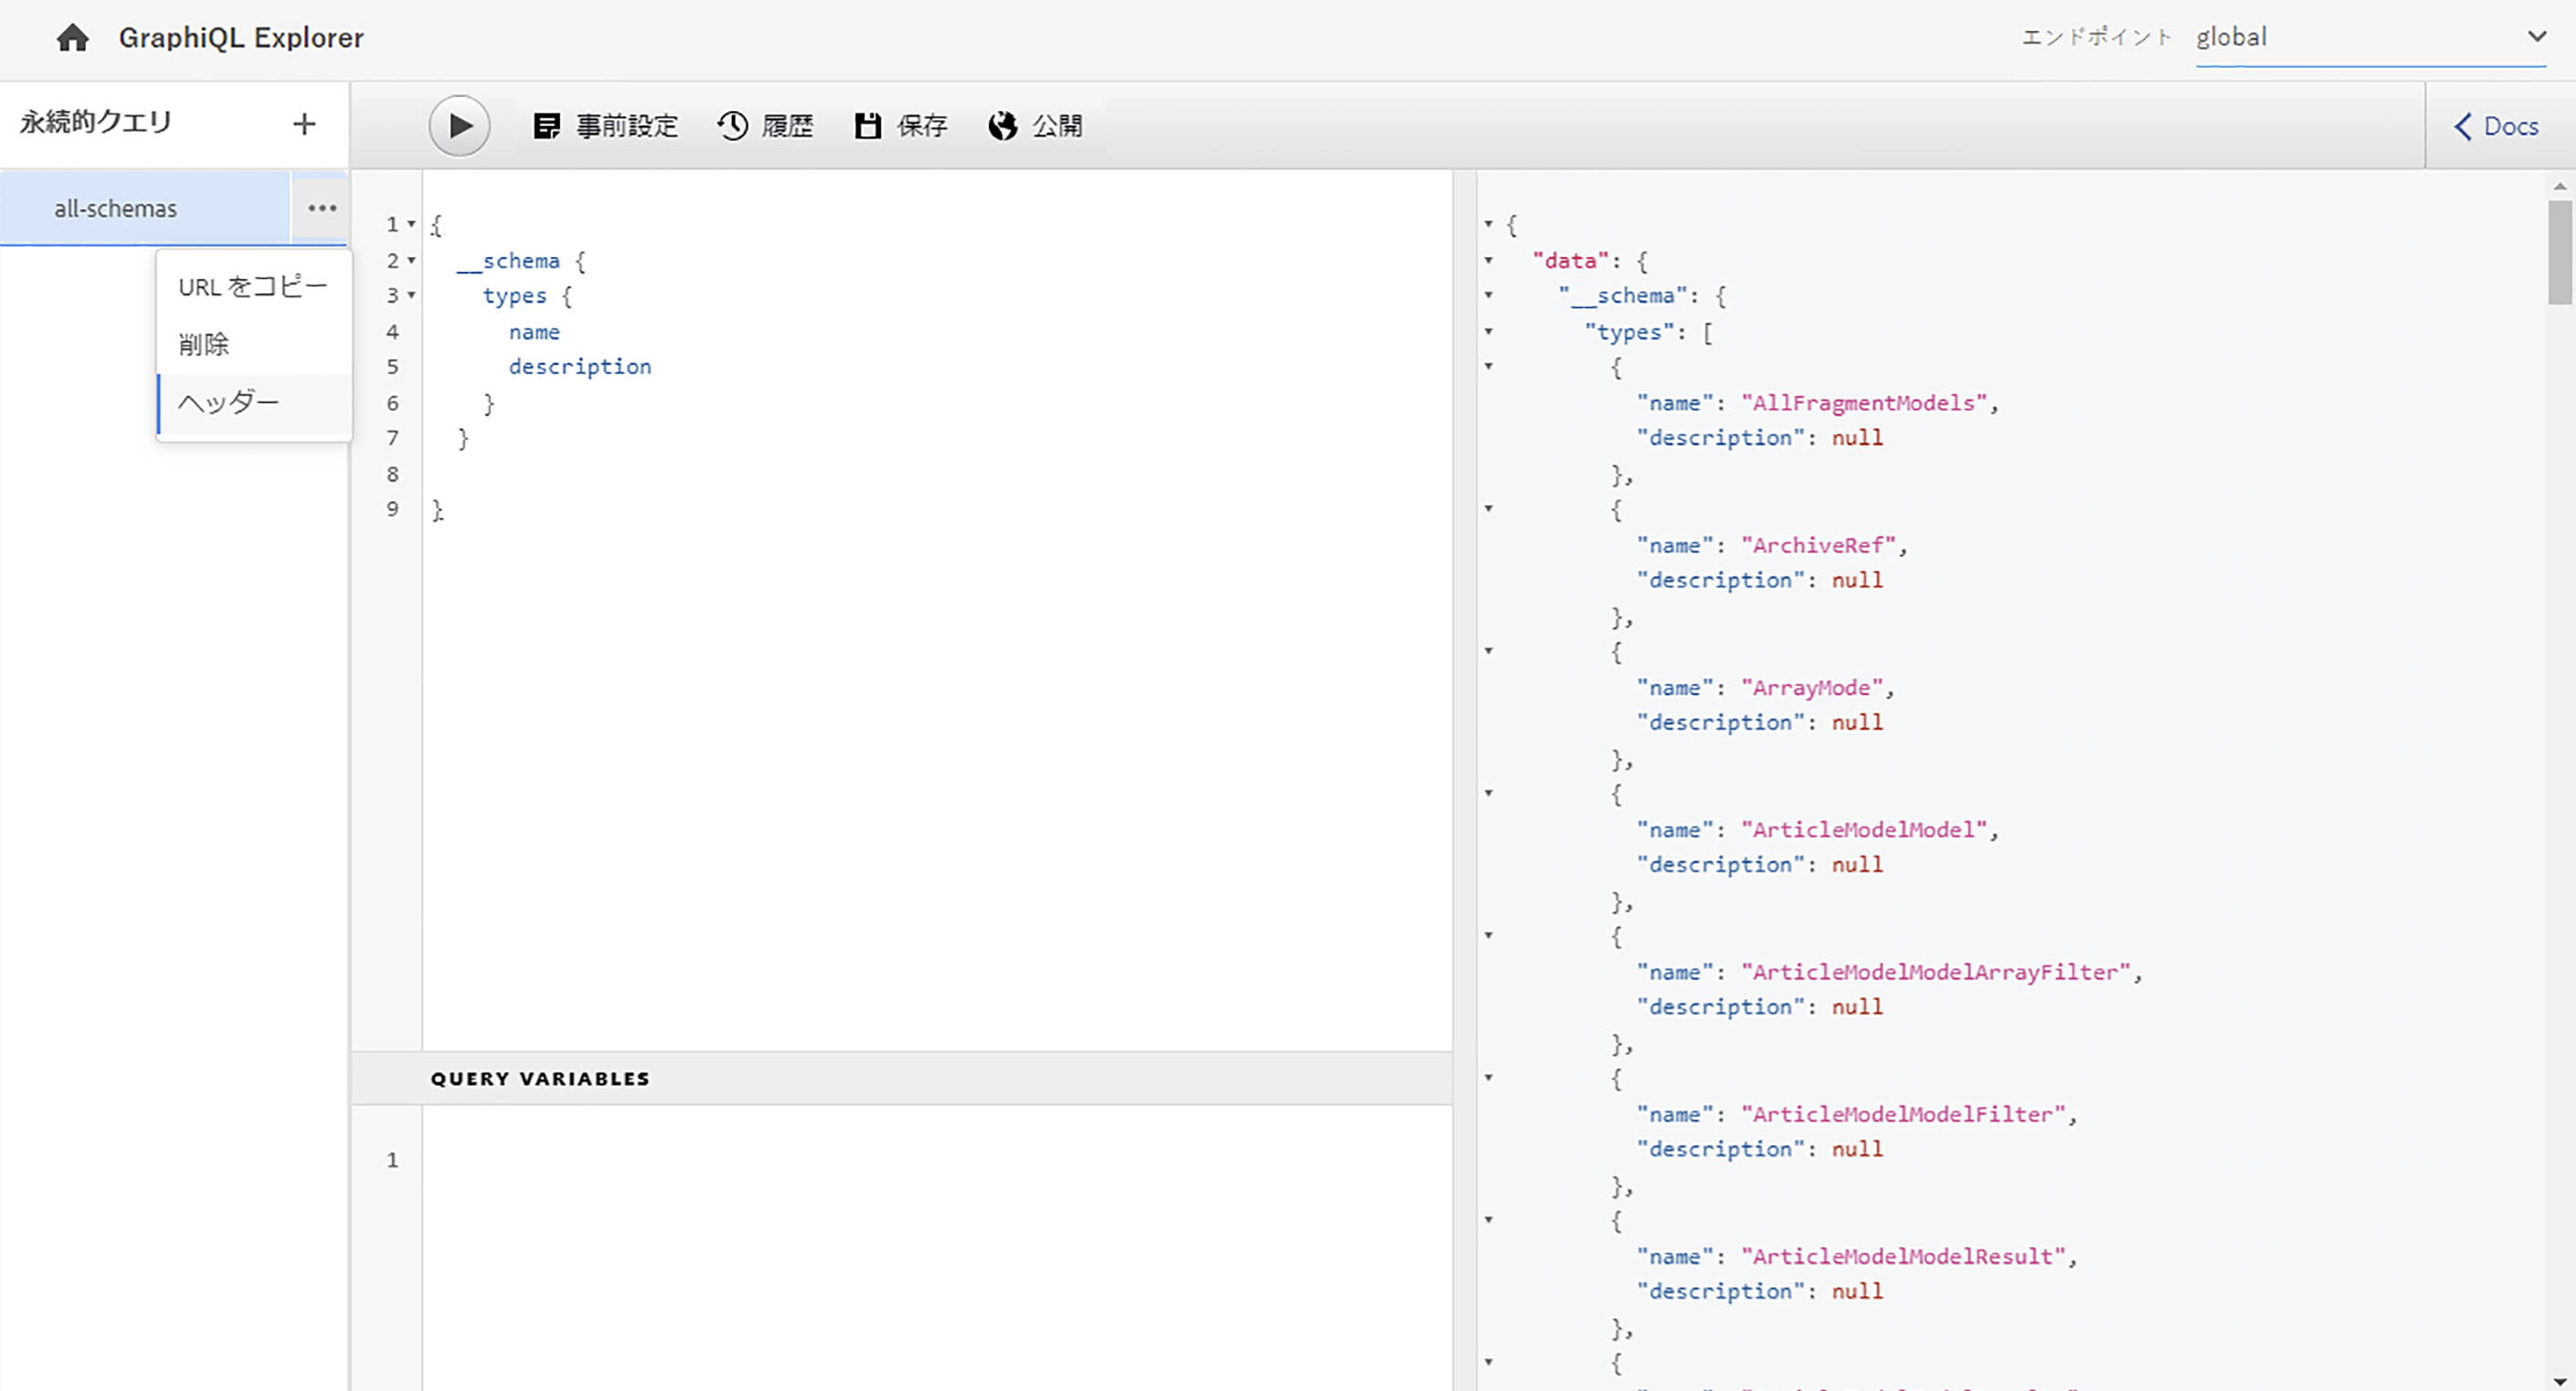 GraphiQL Explorer
エンドポイント global
永続的クエリ
事前設定 履歴 保存 公開
Docs
all-schemas
URL をコピー
削除
ヘッダー
1 {
2 __schema {
3 types {
4 name
5 description
6 }
7 }
8
9 }
QUERY VARIABLES
1
{
"data": {
"__schema": {
"types": [
{
"name": "AllFragmentModels",
"description": null
},
{
"name": "ArchiveRef",
"description": null
},
{
"name": "ArrayMode",
"description": null
},
{
"name": "ArticleModelModel",
"description": null
},
{
"name": "ArticleModelModelArrayFilter",
"description": null
},
{
"name": "ArticleModelModelFilter",
"description": null
},
{
"name": "ArticleModelModelResult",
"description": null
},
{